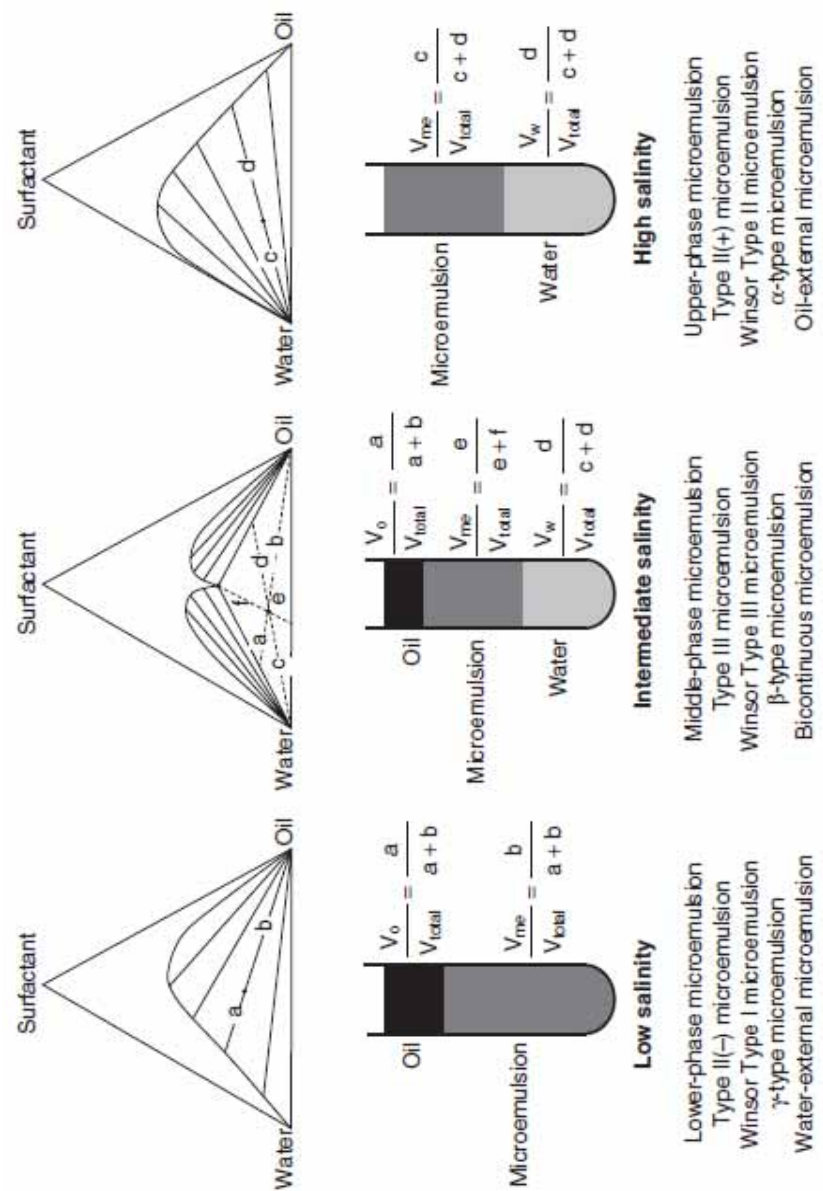 Surfactant
Water
Oil
a
b
Surfactant
Water
Oil
a
b
c
d
e
f
Surfactant
Water
Oil
c
d
Oil
Microemulsion
V_o / V_total = a / (a + b)
V_me / V_total = b / (a + b)
Oil
Microemulsion
Water
V_o / V_total = a / (a + b)
V_me / V_total = e / (e + f)
V_w / V_total = d / (c + d)
Microemulsion
Water
V_me / V_total = c / (c + d)
V_w / V_total = d / (c + d)
Low salinity
Lower-phase microemulsion
Type II(–) microemulsion
Winsor Type I microemulsion
γ-type microemulsion
Water-external microemulsion
Intermediate salinity
Middle-phase microemulsion
Type III microemulsion
Winsor Type III microemulsion
β-type microemulsion
Bicontinuous microemulsion
High salinity
Upper-phase microemulsion
Type II(+) microemulsion
Winsor Type II microemulsion
α-type microemulsion
Oil-external microemulsion